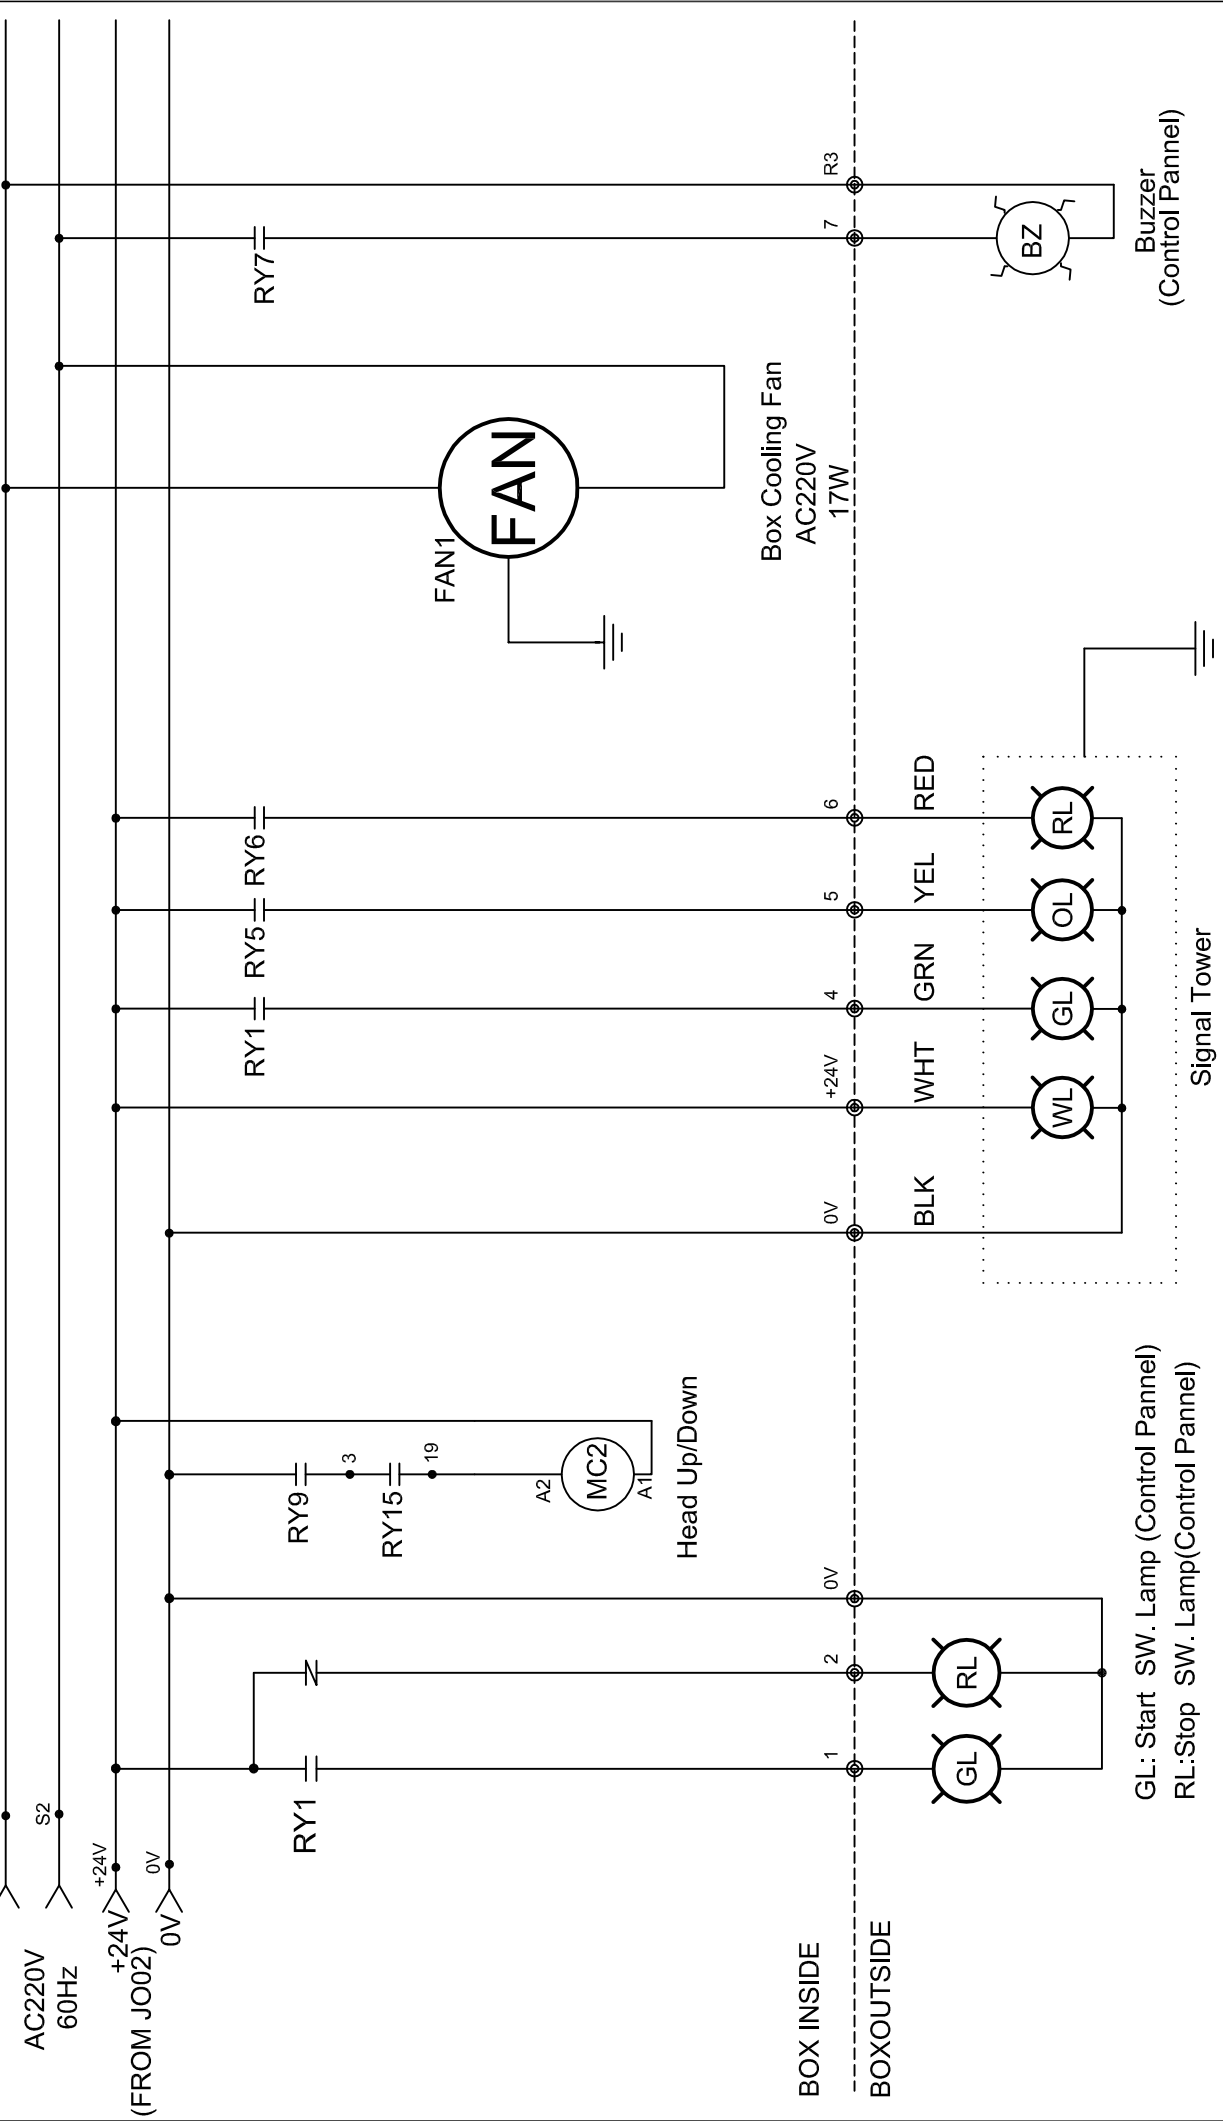 AC220V
60Hz
S2
+24V
+24V
(FROM JO02)
0V
0V
RY1
1
2
0V
GL
RL
GL: Start SW. Lamp (Control Pannel)
RL:Stop SW. Lamp(Control Pannel)
RY9
3
RY15
19
A2
MC2
A1
Head Up/Down
0V
BLK
+24V
WHT
WL
RY1
4
GRN
GL
RY5
5
YEL
OL
RY6
6
RED
RL
Signal Tower
FAN1
FAN
Box Cooling Fan
AC220V
17W
RY7
7
R3
BZ
Buzzer
(Control Pannel)
BOX INSIDE
BOXOUTSIDE